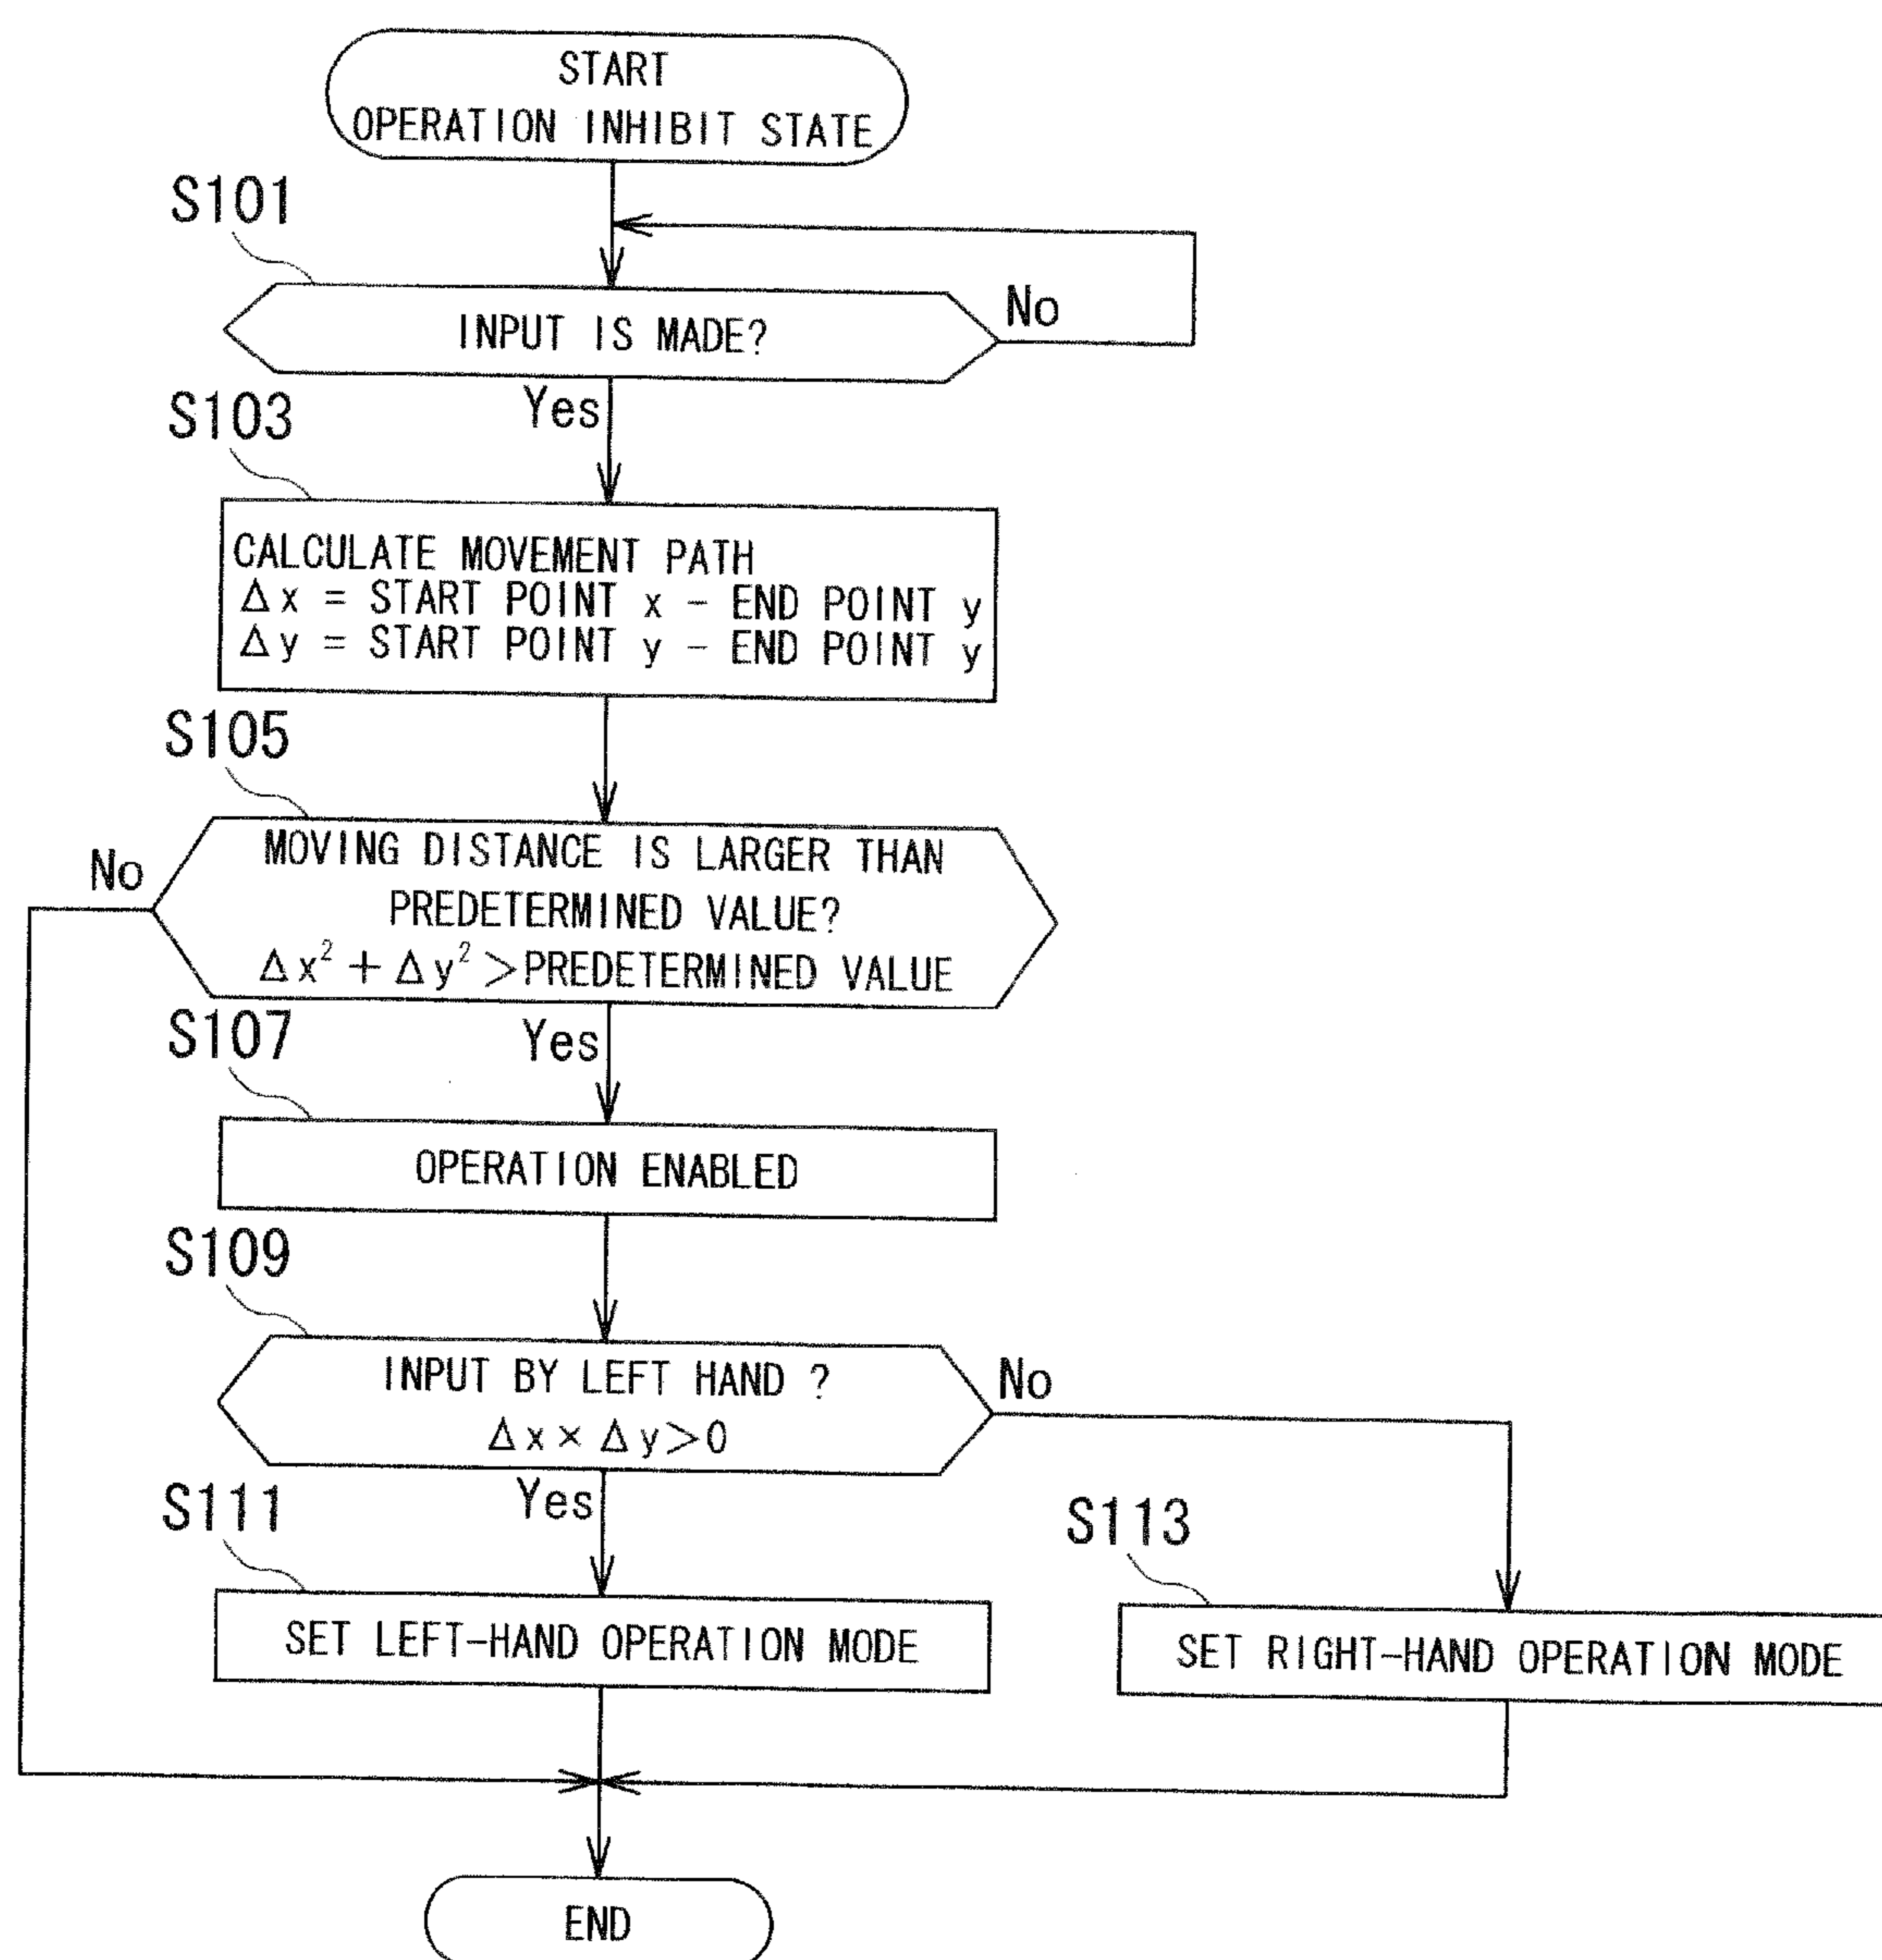 START
OPERATION INHIBIT STATE
S101
INPUT IS MADE?
No
Yes
S103
CALCULATE MOVEMENT PATH
Δx = START POINT x - END POINT y
Δy = START POINT y - END POINT y
S105
No
MOVING DISTANCE IS LARGER THAN
PREDETERMINED VALUE?
Δx² + Δy² > PREDETERMINED VALUE
Yes
S107
OPERATION ENABLED
S109
INPUT BY LEFT HAND ?
Δx × Δy>0
No
Yes
S111
SET LEFT-HAND OPERATION MODE
S113
SET RIGHT-HAND OPERATION MODE
END